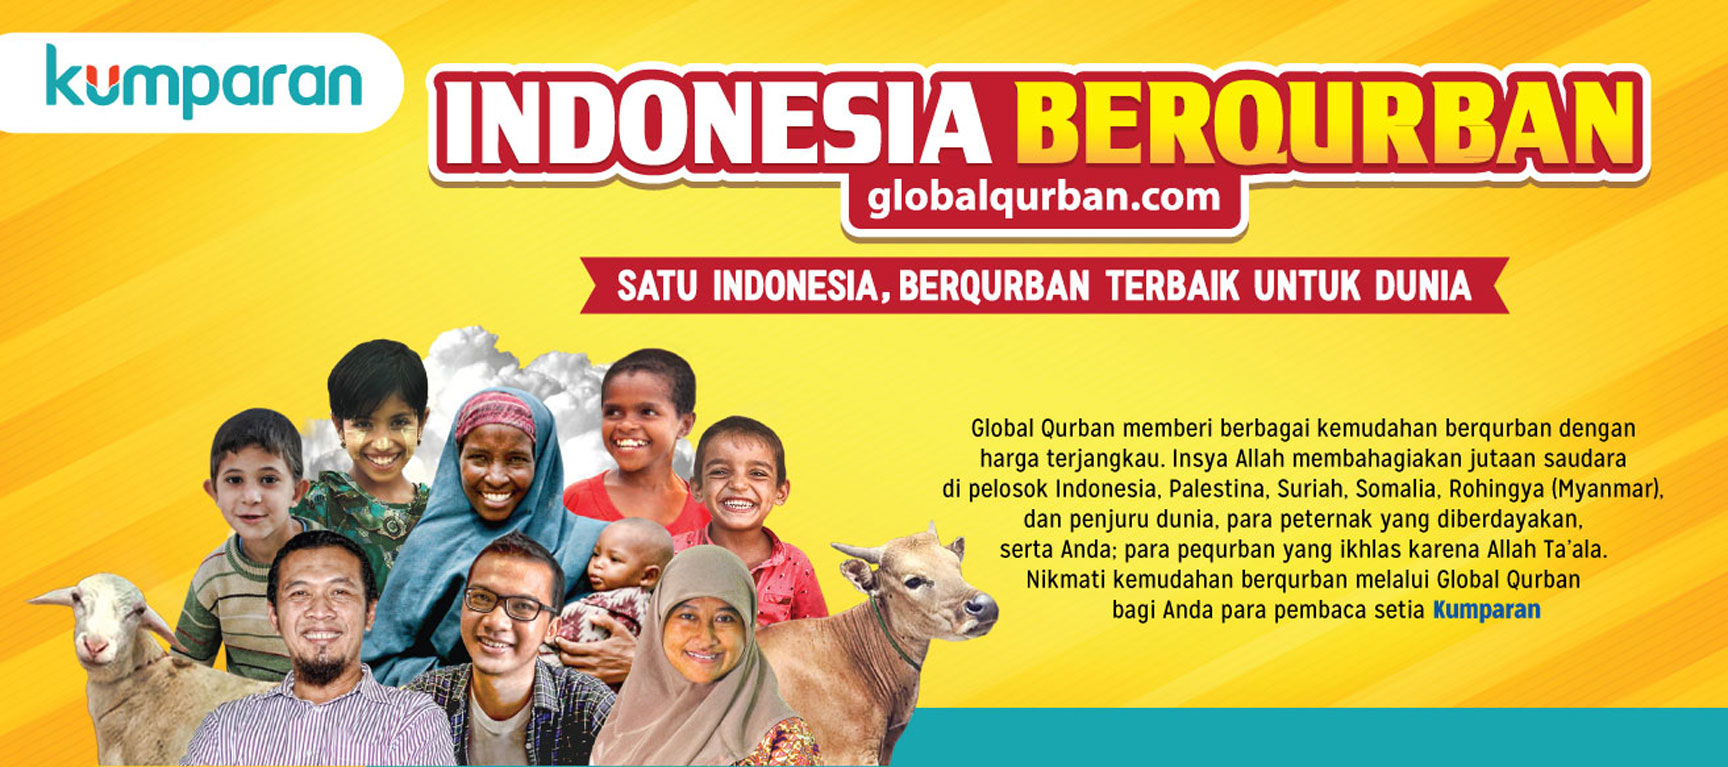 kumparan
INDONESIA BERQURBAN
globalqurban.com
SATU INDONESIA, BERQURBAN TERBAIK UNTUK DUNIA
Global Qurban memberi berbagai kemudahan berqurban dengan
harga terjangkau. Insya Allah membahagiakan jutaan saudara
di pelosok Indonesia, Palestina, Suriah, Somalia, Rohingya (Myanmar),
dan penjuru dunia, para peternak yang diberdayakan,
serta Anda; para pequrban yang ikhlas karena Allah Ta'ala.
Nikmati kemudahan berqurban melalui Global Qurban
bagi Anda para pembaca setia Kumparan